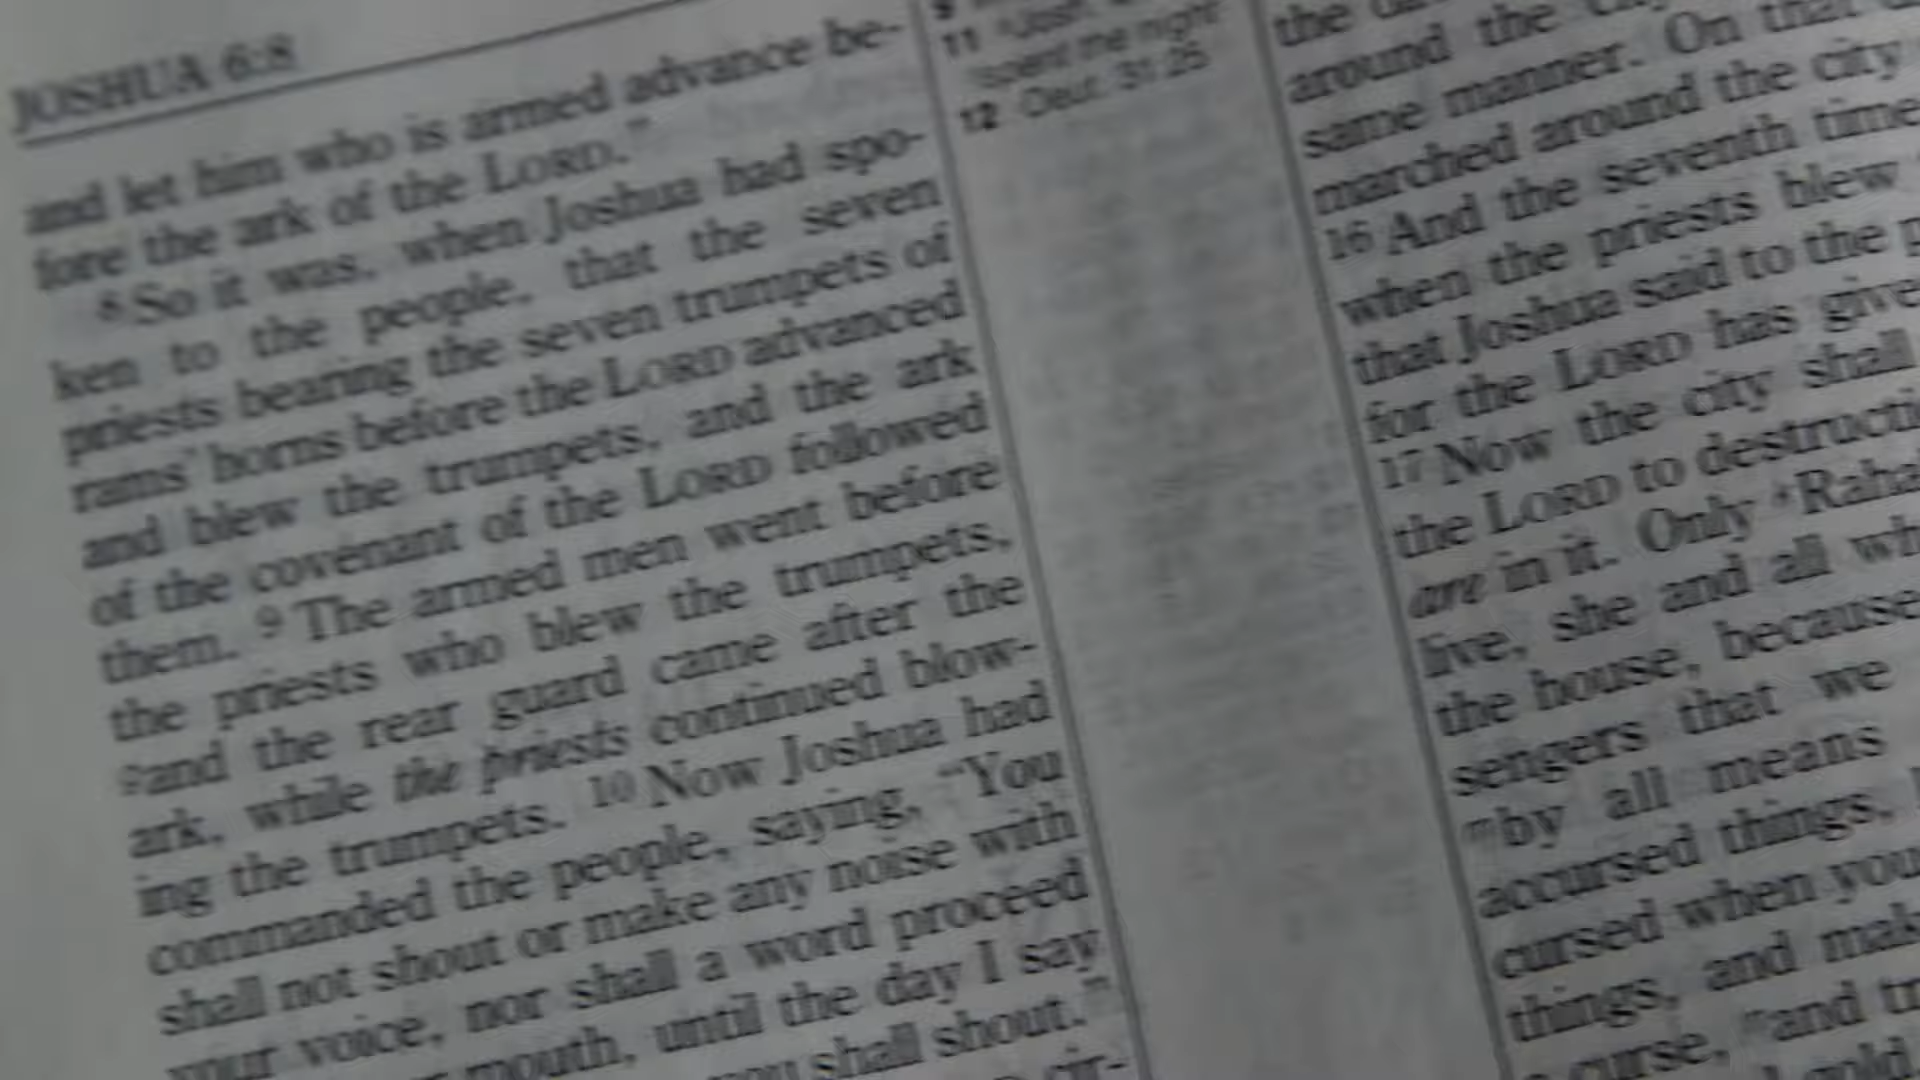 JOSHUA 6:8
and let him who is armed advance be-
fore the ark of the LORD."
8 So it was, when Joshua had spo-
ken to the people, that the seven
priests bearing the seven trumpets of
rams' horns before the LORD advanced
and blew the trumpets, and the ark
of the covenant of the LORD followed
them. 9 The armed men went before
the priests who blew the trumpets,
and the rear guard came after the
ark, while the priests continued blow-
ing the trumpets. 10 Now Joshua had
commanded the people, saying, "You
shall not shout or make any noise with
your voice, nor shall a word proceed
mouth, until the day I say
you shall shout."
cir-
11
spent the night
12 Deut. 31:25
the
around the
same manner. On that
marched around the city
16 And the seventh time
when the priests blew
that Joshua said to the
for the LORD has
17 Now the city shall
the LORD to
are in it. Only
live, she and all
the house, because
sengers that we
m by all means
accursed things,
cursed when you
things, and
curse, n and